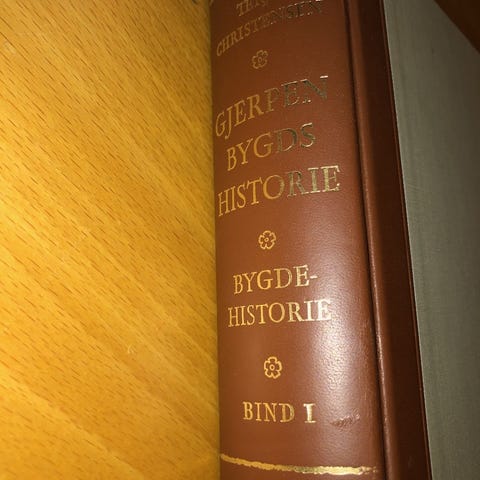 CHRISTENSEN
GJERPEN
BYGDS
HISTORIE
BYGDE-
HISTORIE
BIND I